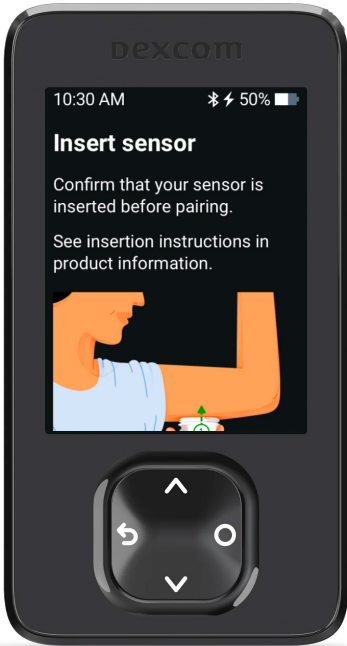 Dexcom
10:30 AM 50%
Insert sensor
Confirm that your sensor is
inserted before pairing.
See insertion instructions in
product information.